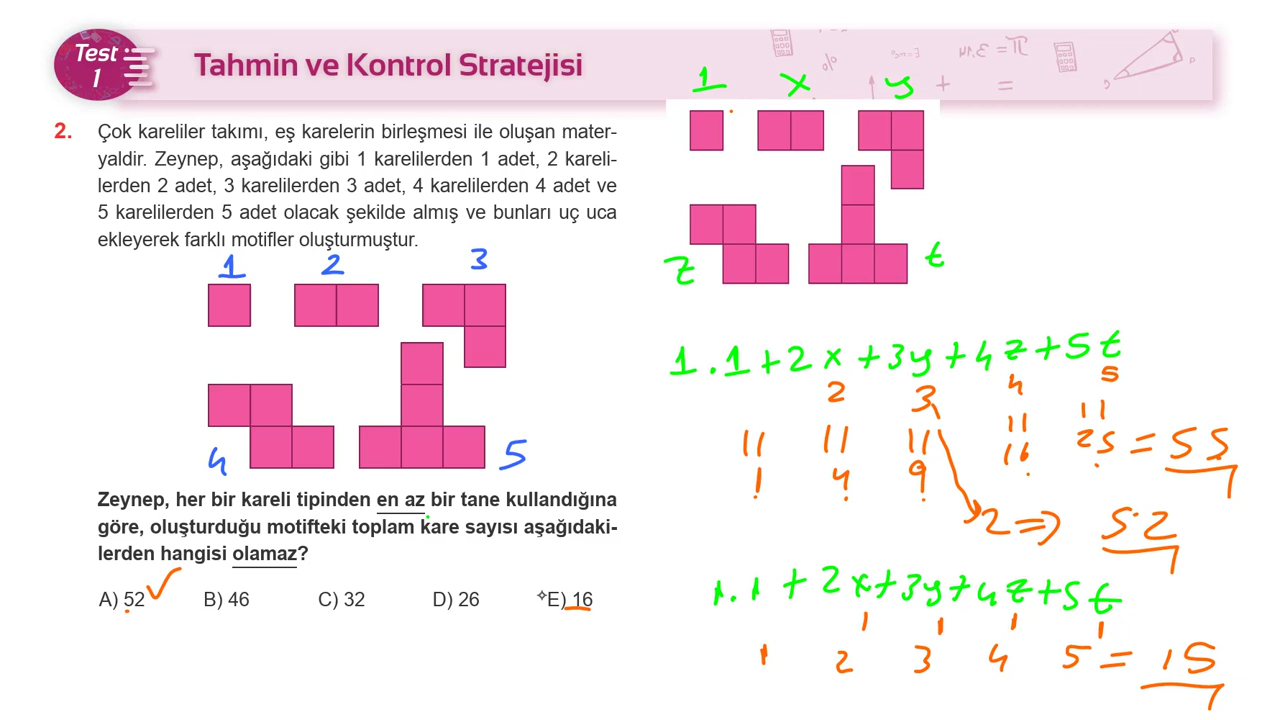 Test
1
Tahmin ve Kontrol Stratejisi
2. Çok kareliler takımı, eş karelerin birleşmesi ile oluşan mater-
yaldir. Zeynep, aşağıdaki gibi 1 karelilerden 1 adet, 2 kareli-
lerden 2 adet, 3 karelilerden 3 adet, 4 karelilerden 4 adet ve
5 karelilerden 5 adet olacak şekilde almış ve bunları uç uca
ekleyerek farklı motifler oluşturmuştur.
1 2 3
4 5
Zeynep, her bir kareli tipinden en az bir tane kullandığına
göre, oluşturduğu motifteki toplam kare sayısı aşağıdaki-
lerden hangisi olamaz?
A) 52 B) 46 C) 32 D) 26 E) 16
1 x y
z t
1.1+2x+3y+4z+5t
2 3 4 5
1 4 9 16 25 = 55
2 => 52
1.1+2x+3y+4z+5t
1 1 1 1
1 2 3 4 5 = 15